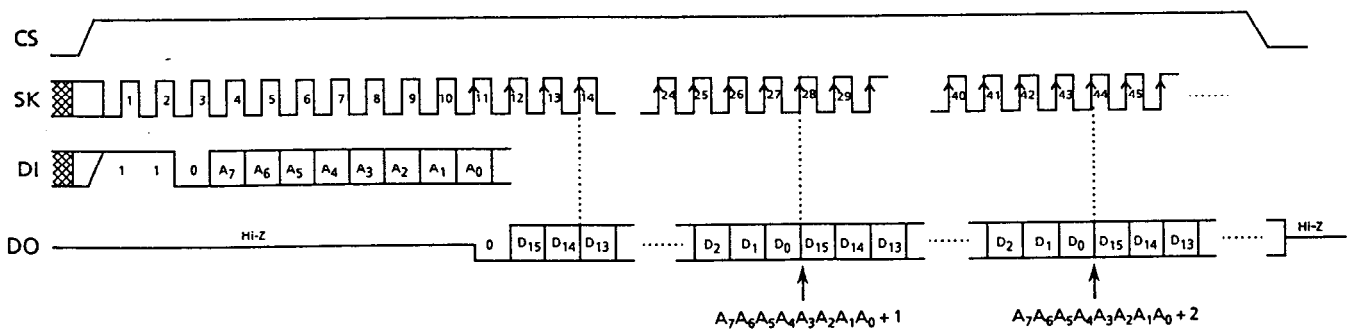 CS
SK 1 2 3 4 5 6 7 8 9 10 11 12 13 14 24 25 26 27 28 29 40 41 42 43 44 45 ........
DI 1 1 0 A7 A6 A5 A4 A3 A2 A1 A0
DO Hi-Z 0 D15 D14 D13 ........ D2 D1 D0 D15 D14 D13 ........ D2 D1 D0 D15 D14 D13 ........ Hi-Z
A7A6A5A4A3A2A1A0 + 1 A7A6A5A4A3A2A1A0 + 2